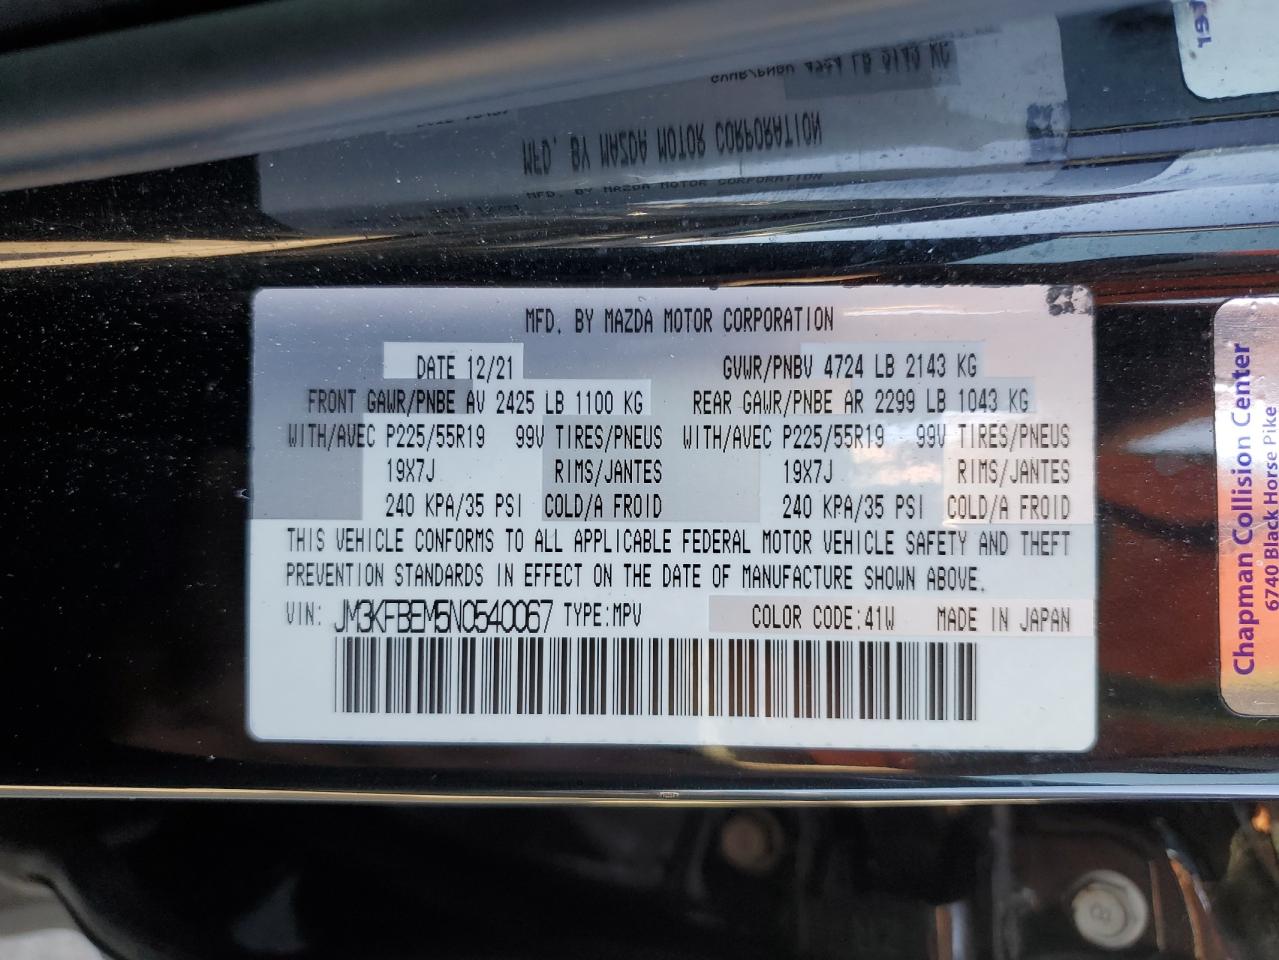 MFD. BY MAZDA MOTOR CORPORATION
DATE 12/21 GVWR/PNBV 4724 LB 2143 KG
FRONT GAWR/PNBE AV 2425 LB 1100 KG REAR GAWR/PNBE AR 2299 LB 1043 KG
WITH/AVEC P225/55R19 99V TIRES/PNEUS WITH/AVEC P225/55R19 99V TIRES/PNEUS
19X7J RIMS/JANTES 19X7J RIMS/JANTES
240 KPA/35 PSI COLD/A FROID 240 KPA/35 PSI COLD/A FROID
THIS VEHICLE CONFORMS TO ALL APPLICABLE FEDERAL MOTOR VEHICLE SAFETY AND THEFT
PREVENTION STANDARDS IN EFFECT ON THE DATE OF MANUFACTURE SHOWN ABOVE.
VIN: JM3KFBEM5N0540067 TYPE:MPV COLOR CODE:41W MADE IN JAPAN
Chapman Collision Center
6740 Black Horse Pike